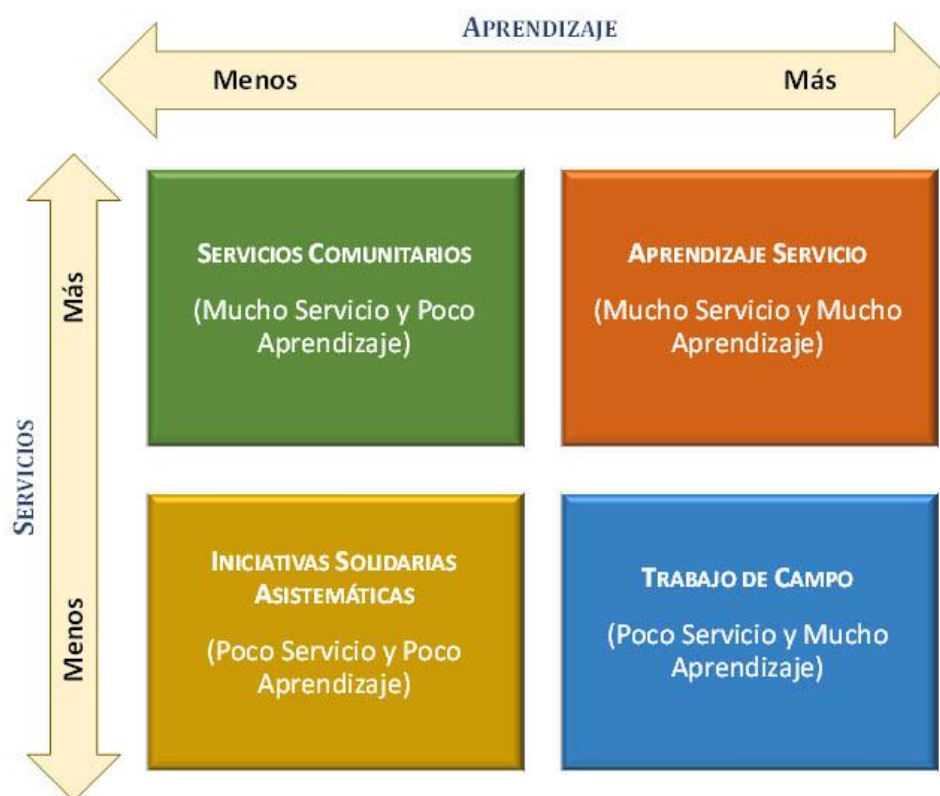 APRENDIZAJE
Menos
Más
SERVICIOS
Más
Menos
SERVICIOS COMUNITARIOS
(Mucho Servicio y Poco
Aprendizaje)
APRENDIZAJE SERVICIO
(Mucho Servicio y Mucho
Aprendizaje)
INICIATIVAS SOLIDARIAS
ASISTEMÁTICAS
(Poco Servicio y Poco
Aprendizaje)
TRABAJO DE CAMPO
(Poco Servicio y Mucho
Aprendizaje)